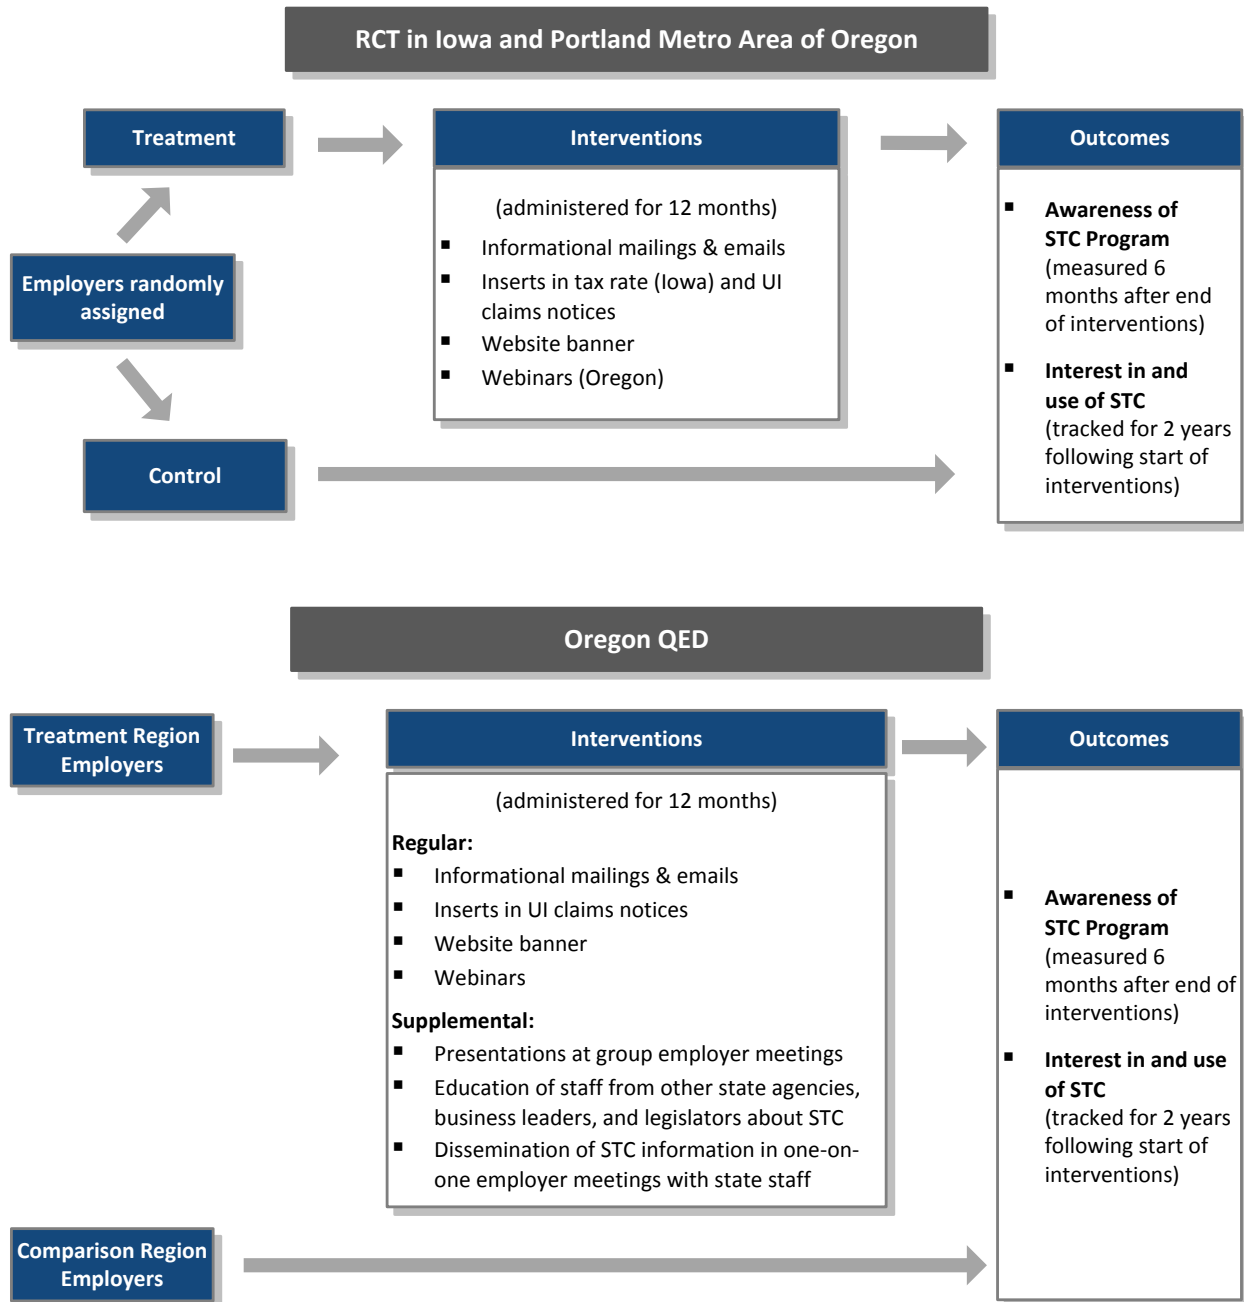 RCT in Iowa and Portland Metro Area of Oregon
Treatment
Employers randomly
assigned
Control
Interventions
(administered for 12 months)
▪ Informational mailings & emails
▪ Inserts in tax rate (Iowa) and UI
claims notices
▪ Website banner
▪ Webinars (Oregon)
Outcomes
▪ Awareness of
STC Program
(measured 6
months after end
of interventions)
▪ Interest in and
use of STC
(tracked for 2 years
following start of
interventions)
Oregon QED
Treatment Region
Employers
Interventions
(administered for 12 months)
Regular:
▪ Informational mailings & emails
▪ Inserts in UI claims notices
▪ Website banner
▪ Webinars
Supplemental:
▪ Presentations at group employer meetings
▪ Education of staff from other state agencies,
business leaders, and legislators about STC
▪ Dissemination of STC information in one-on-
one employer meetings with state staff
Outcomes
▪ Awareness of
STC Program
(measured 6
months after end of
interventions)
▪ Interest in and use
of STC
(tracked for 2 years
following start of
interventions)
Comparison Region
Employers